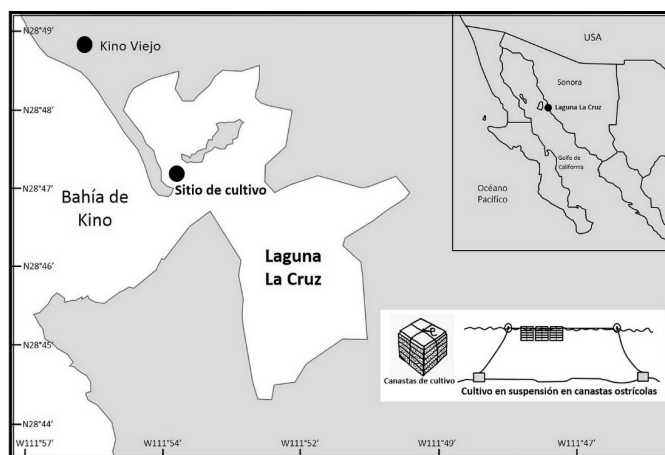 N28°49’
Kino Viejo
N28°48’
N28°47’
Sitio de cultivo
Bahía de
Kino
Laguna
La Cruz
N28°46’
N28°45’
N28°44’
W111°57’
W111°54’
W111°52’
W111°49’
W111°47’
USA
Sonora
Laguna La Cruz
Golfo de
California
Océano
Pacífico
Canastas de cultivo
Cultivo en suspensión en canastas ostrícolas